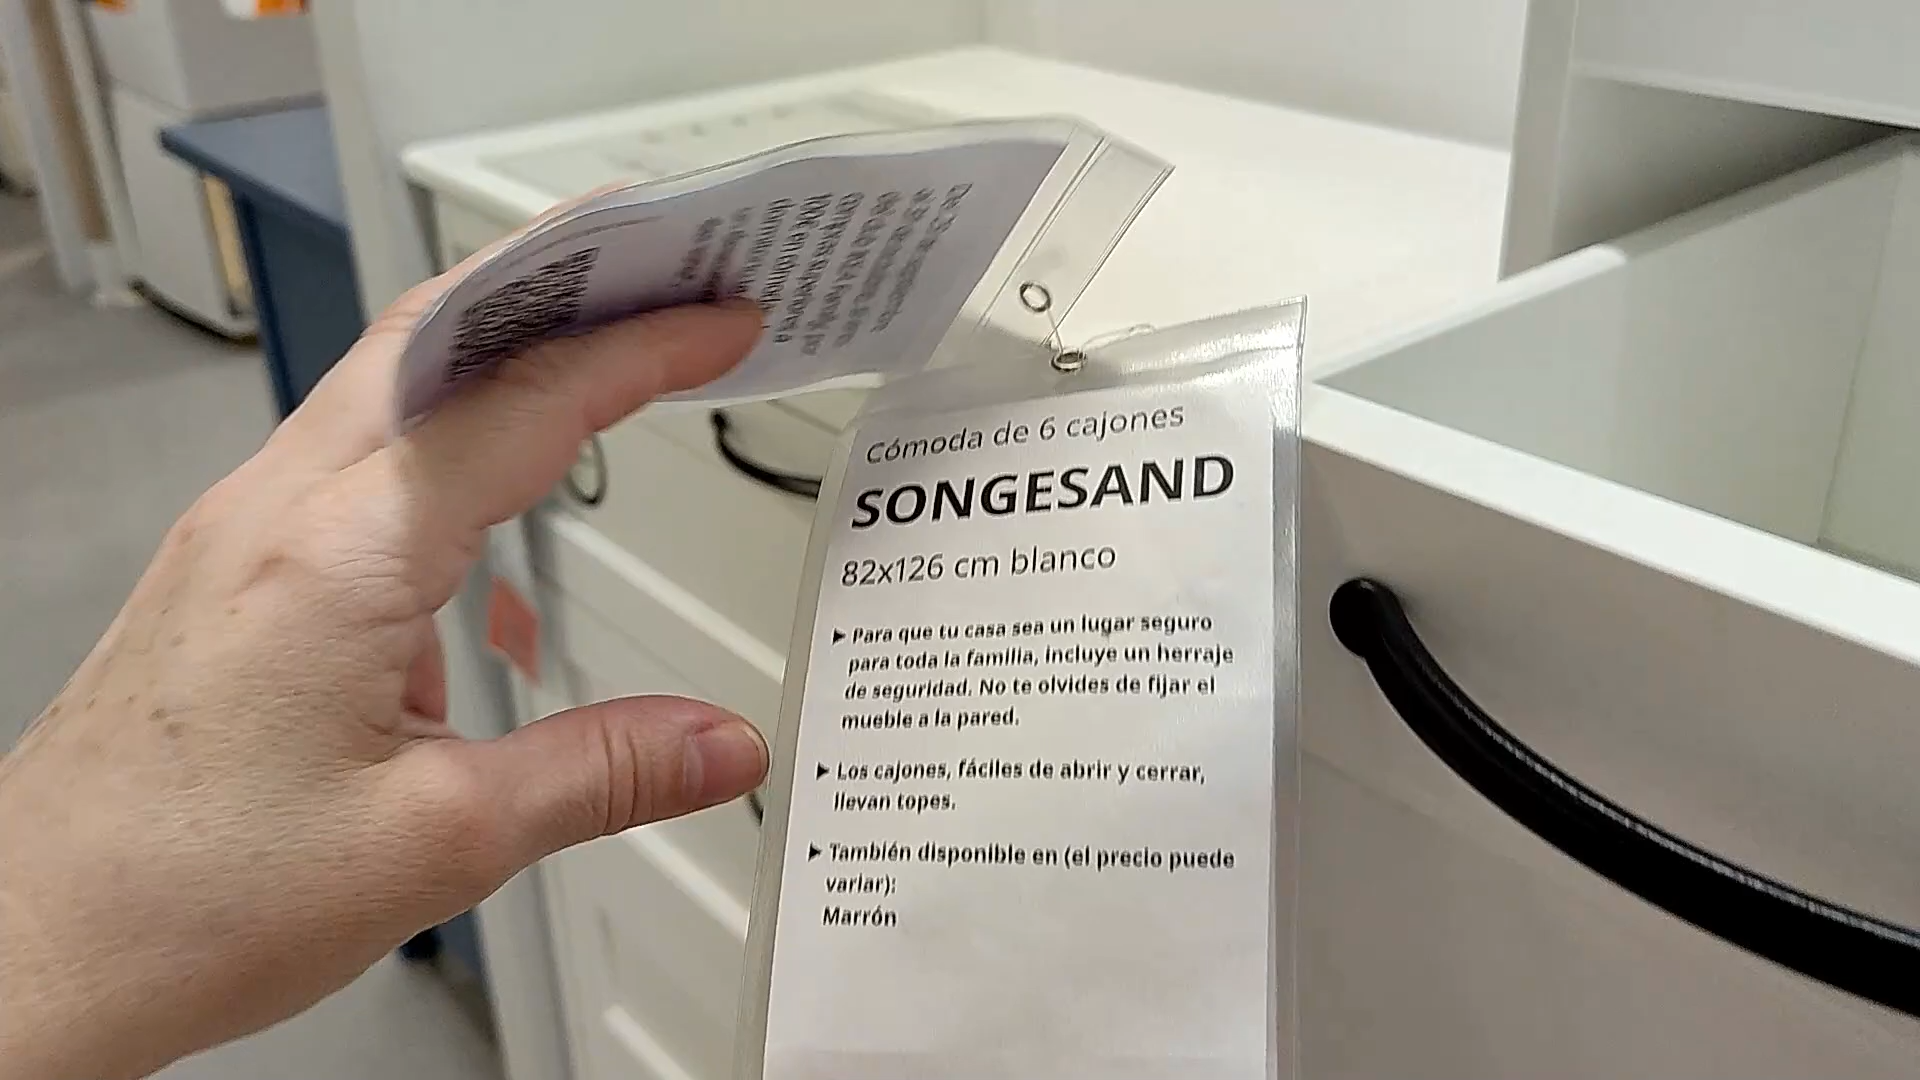 Cómoda de 6 cajones
SONGESAND
82x126 cm blanco
▶ Para que tu casa sea un lugar seguro
para toda la familia, incluye un herraje
de seguridad. No te olvides de fijar el
mueble a la pared.
▶ Los cajones, fáciles de abrir y cerrar,
llevan topes.
▶ También disponible en (el precio puede
variar):
Marrón